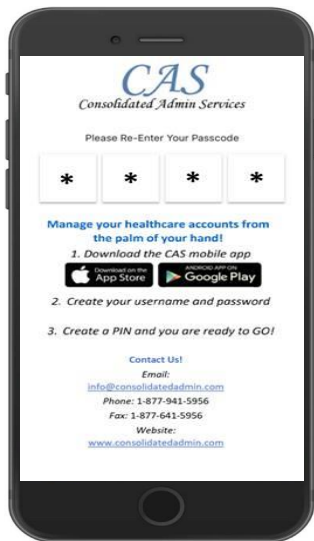 CAS
Consolidated Admin Services
Please Re-Enter Your Passcode
* * * *
Manage your healthcare accounts from
the palm of your hand!
1. Download the CAS mobile app
Download on the
App Store
ANDROID APP ON
Google Play
2. Create your username and password
3. Create a PIN and you are ready to GO!
Contact Us!
Email:
info@consolidatedadmin.com
Phone: 1-877-941-5956
Fax: 1-877-641-5956
Website:
www.consolidatedadmin.com